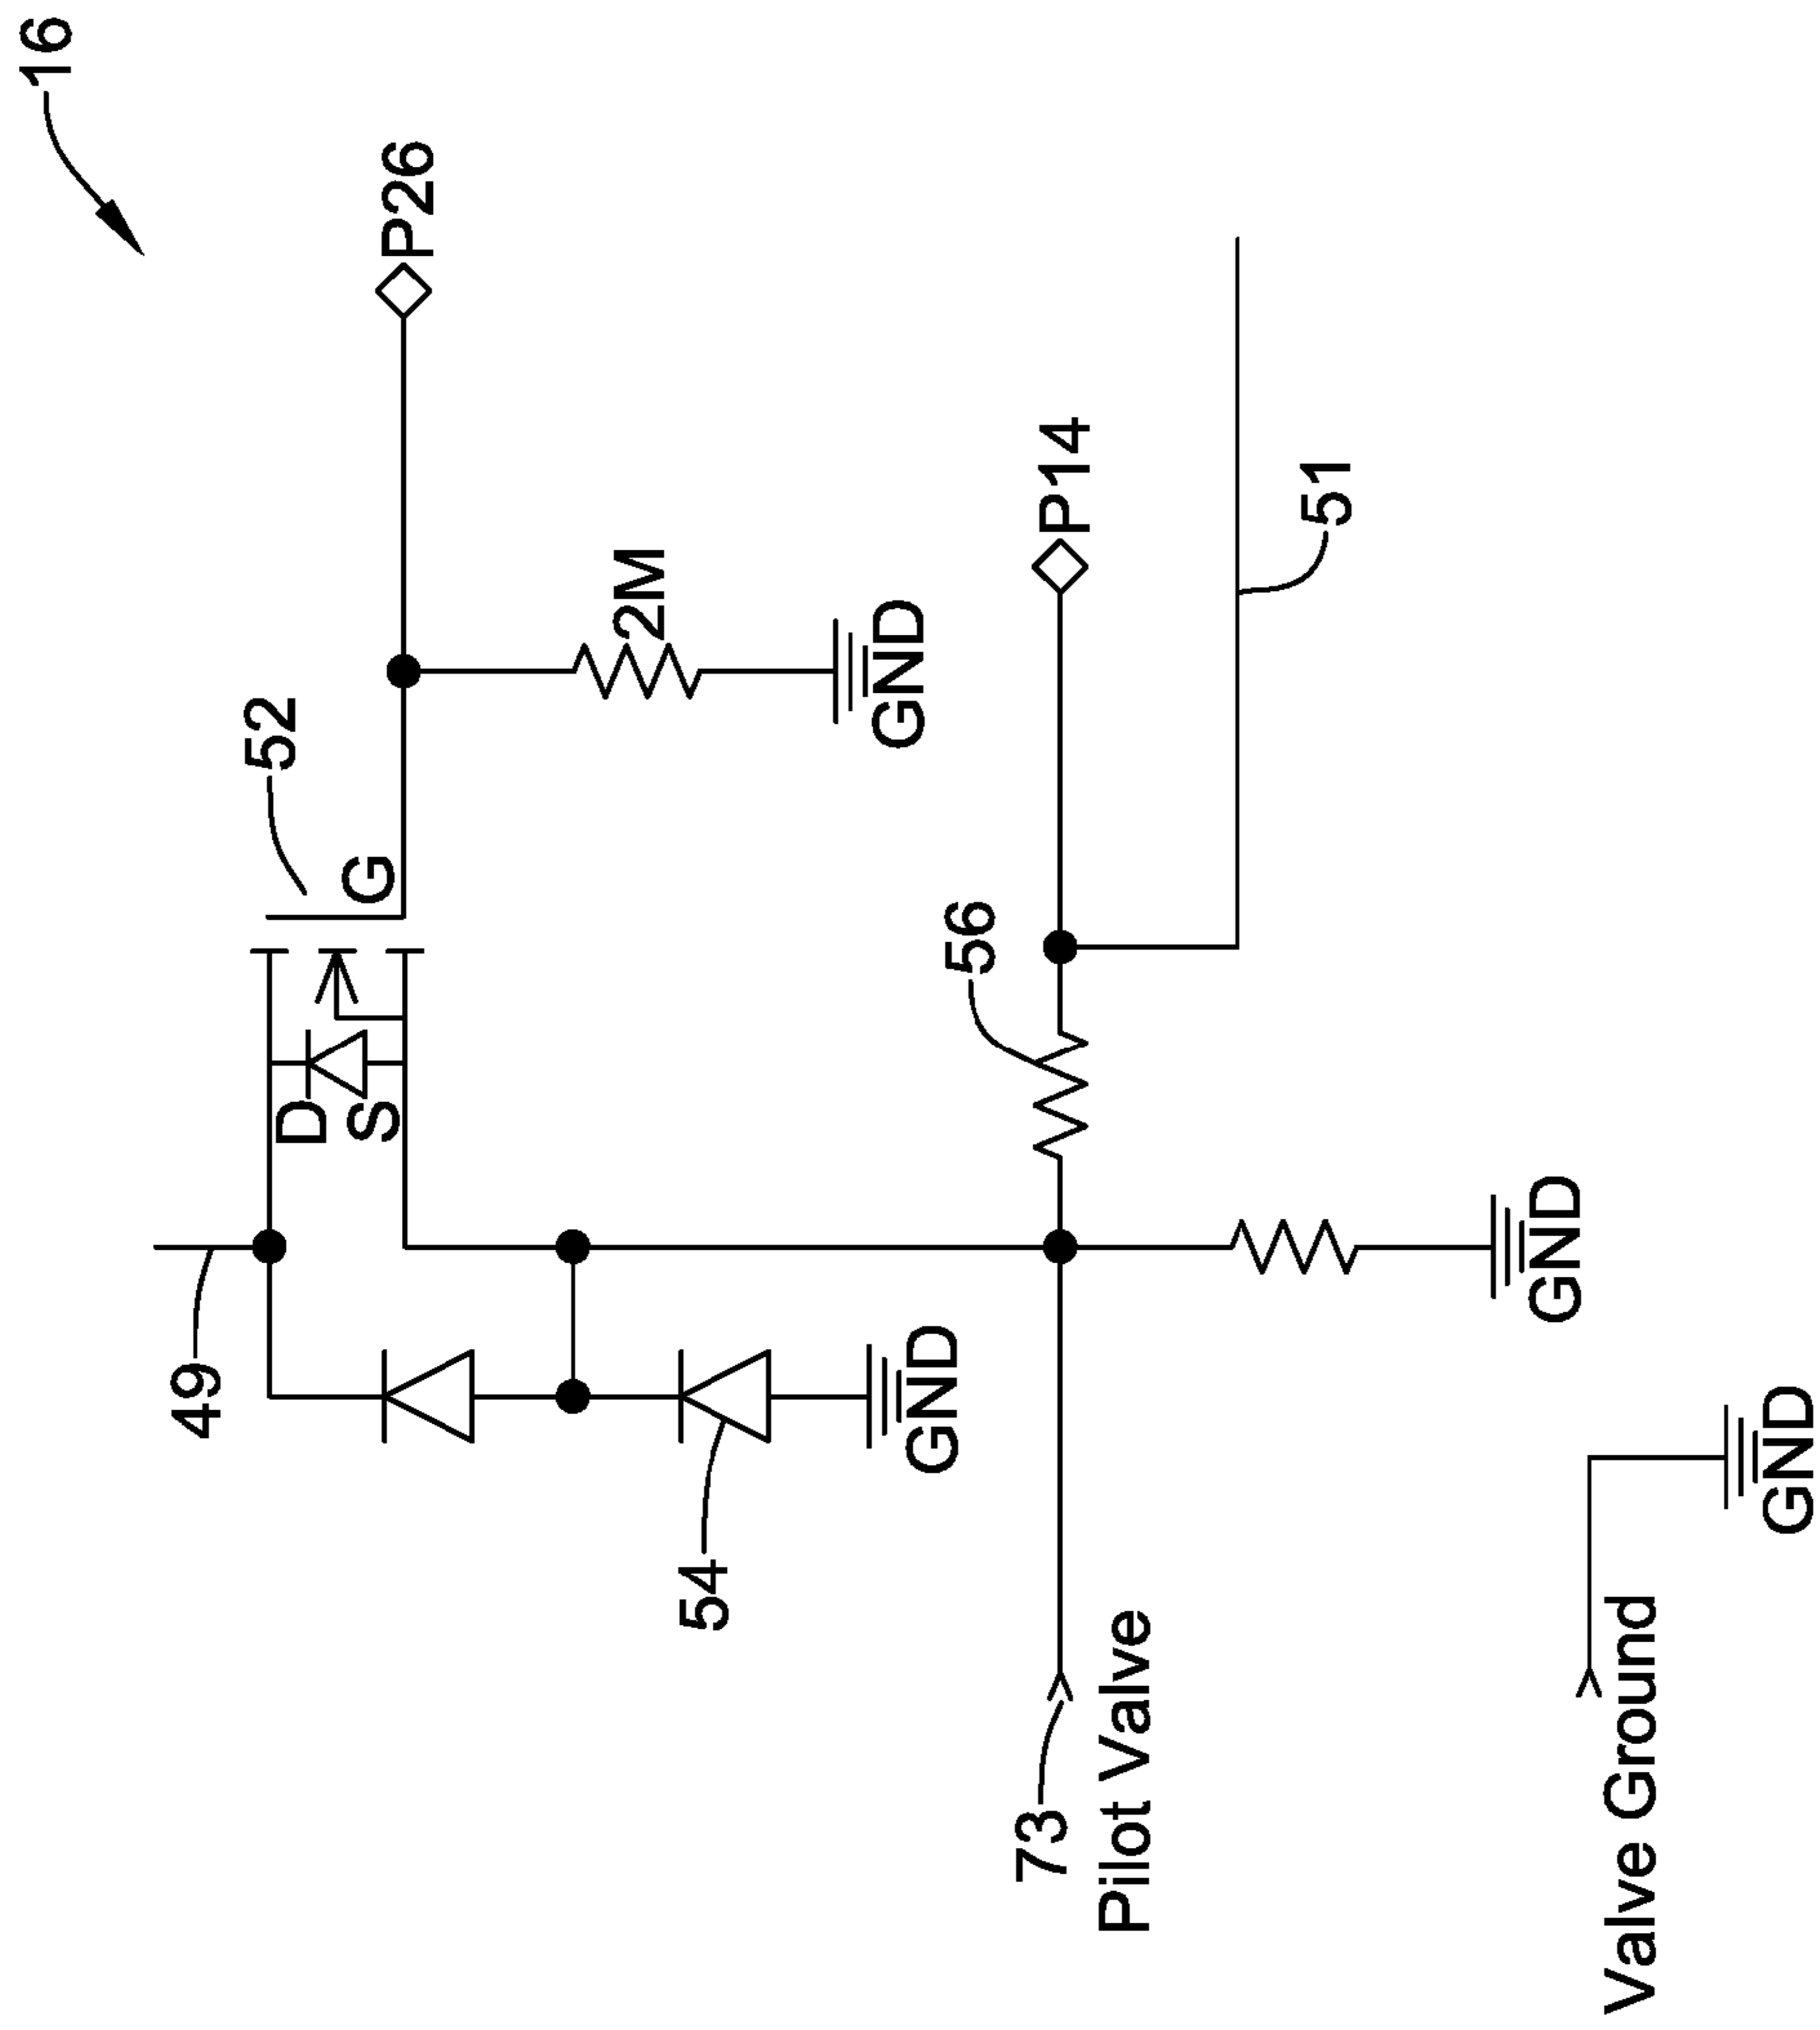 16
P26
52
G
2M
GND
D
S
49
54
GND
56
P14
51
73
Pilot Valve
GND
Valve Ground
GND